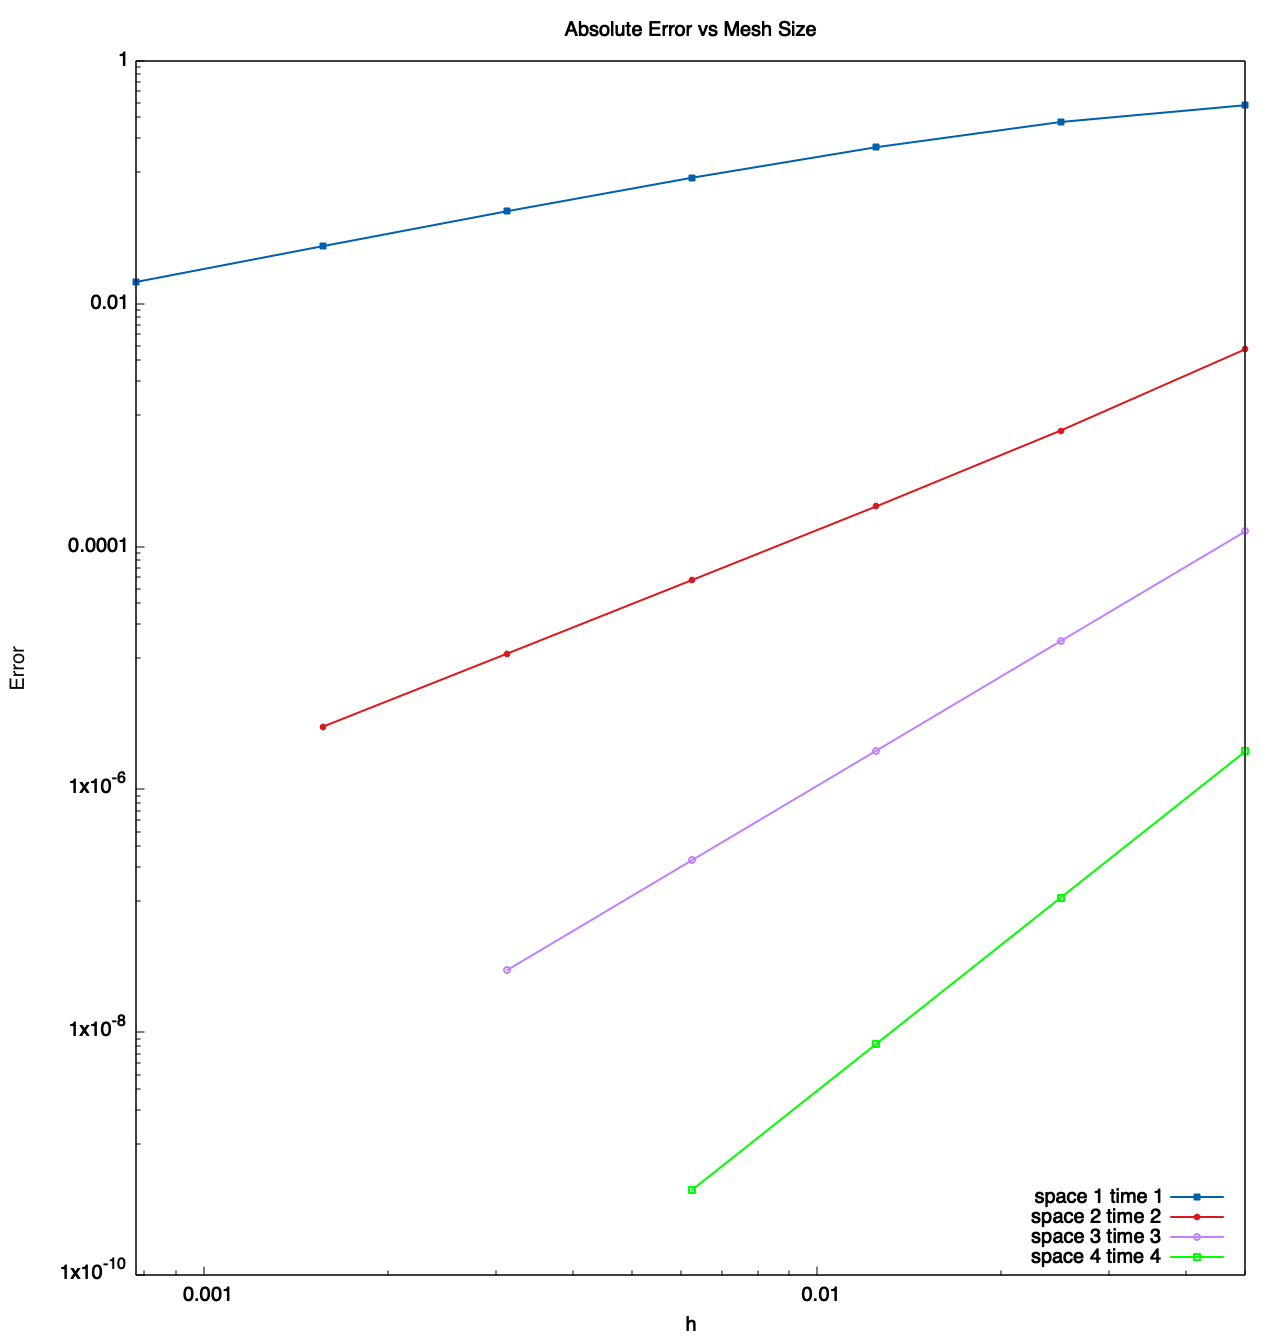 Absolute Error vs Mesh Size
1
0.01
0.0001
1x10^-6
1x10^-8
1x10^-10
Error
0.001
0.01
h
space 1 time 1
space 2 time 2
space 3 time 3
space 4 time 4